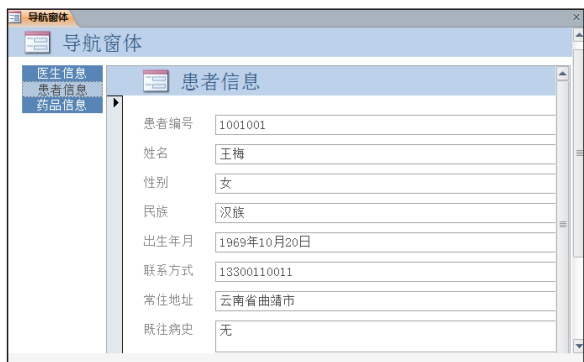 导航窗体
导航窗体
医生信息
患者信息
药品信息
患者信息
患者编号 1001001
姓名 王梅
性别 女
民族 汉族
出生年月 1969年10月20日
联系方式 13300110011
常住地址 云南省曲靖市
既往病史 无